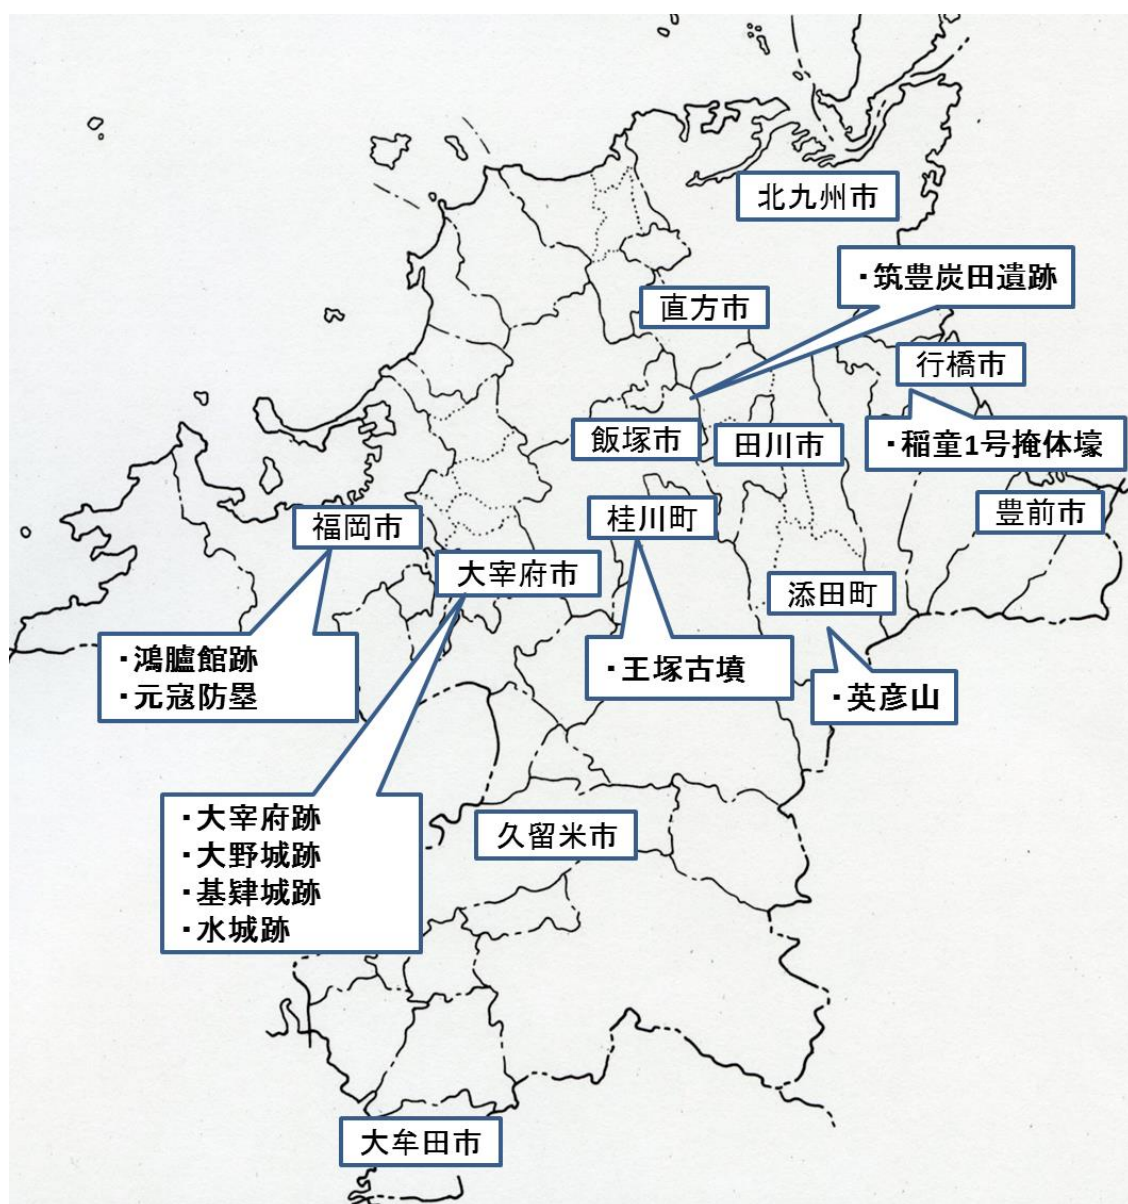 北九州市
・筑豊炭田遺跡
直方市
行橋市
・稲童1号掩体壕
飯塚市
田川市
豊前市
福岡市
桂川町
大宰府市
添田町
・鴻臚館跡
・元寇防塁
・王塚古墳
・英彦山
・大宰府跡
・大野城跡
・基肄城跡
・水城跡
久留米市
大牟田市